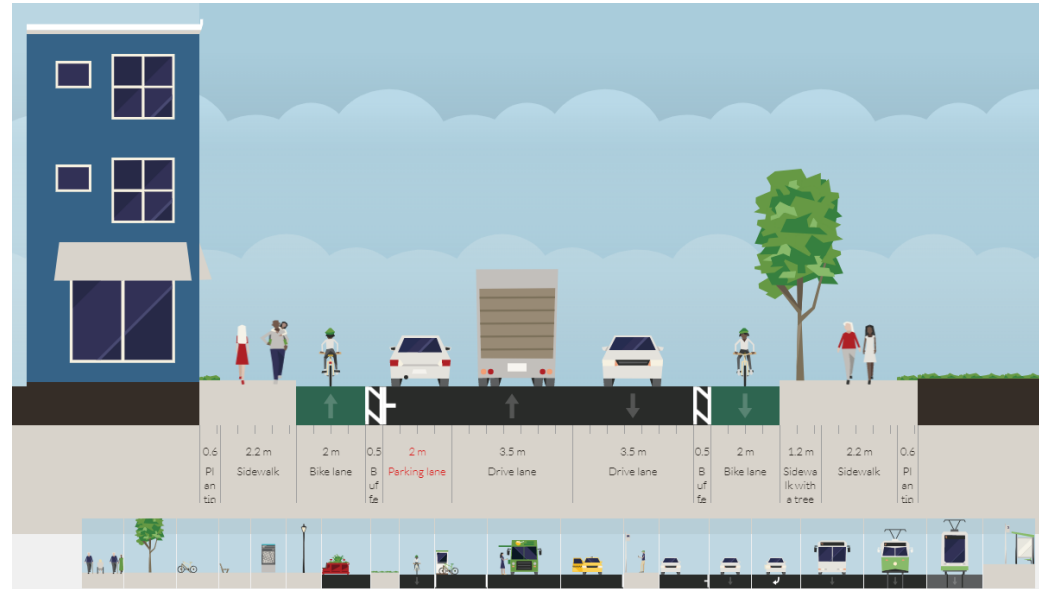 0.6
Pl
an
tin
2.2 m
Sidewalk
2 m
Bike lane
0.5
B
uf
fe
2 m
Parking lane
3.5 m
Drive lane
3.5 m
Drive lane
0.5
B
uf
fe
2 m
Bike lane
1.2 m
Sidewa
lk with
a tree
2.2 m
Sidewalk
0.6
Pl
an
tin